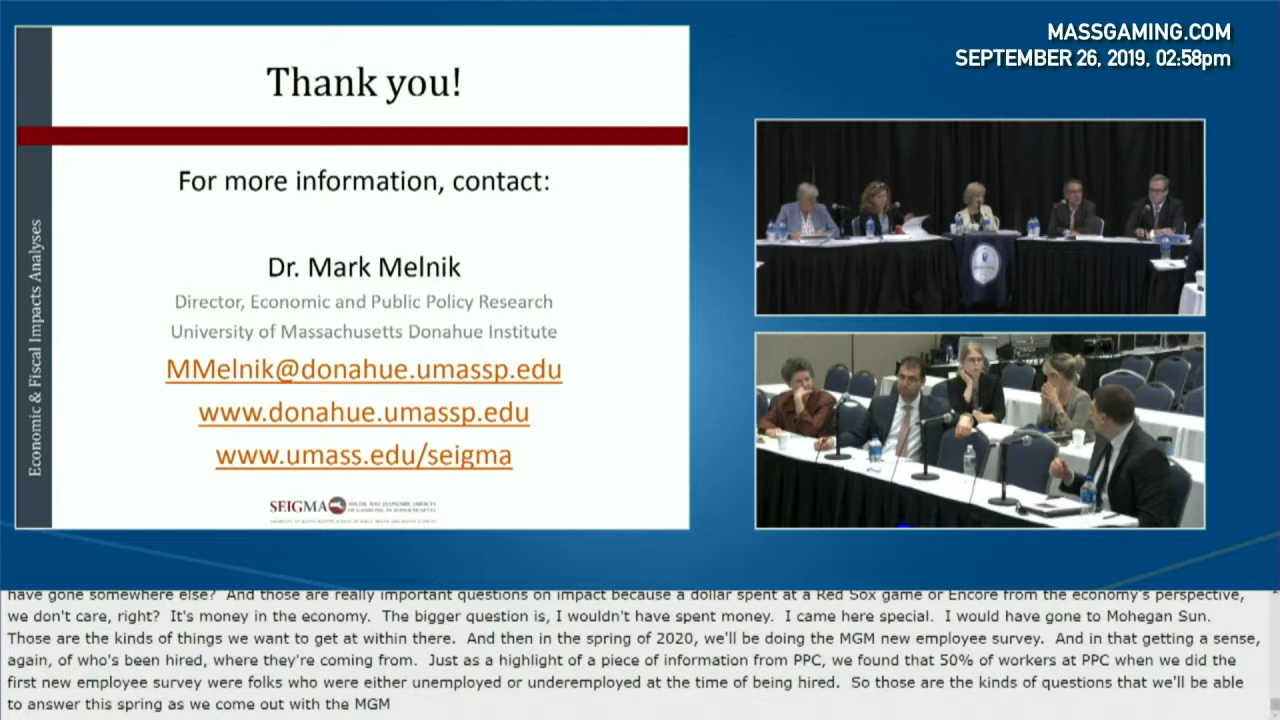 MASSGAMING.COM
SEPTEMBER 26, 2019, 02:58pm
Thank you!
For more information, contact:
Dr. Mark Melnik
Director, Economic and Public Policy Research
University of Massachusetts Donahue Institute
MMelnik@donahue.umassp.edu
www.donahue.umassp.edu
www.umass.edu/seigma
Economic & Fiscal Impacts Analyses
SEIGMA
SOCIAL AND ECONOMIC IMPACTS
OF GAMBLING IN MASSACHUSETTS
have gone somewhere else?  And those are really important questions on impact because a dollar spent at a Red Sox game or Encore from the economy's perspective,
we don't care, right?  It's money in the economy.  The bigger question is, I wouldn't have spent money.  I came here special.  I would have gone to Mohegan Sun.
Those are the kinds of things we want to get at within there.  And then in the spring of 2020, we'll be doing the MGM new employee survey.  And in that getting a sense,
again, of who's been hired, where they're coming from.  Just as a highlight of a piece of information from PPC, we found that 50% of workers at PPC when we did the
first new employee survey were folks who were either unemployed or underemployed at the time of being hired.  So those are the kinds of questions that we'll be able
to answer this spring as we come out with the MGM